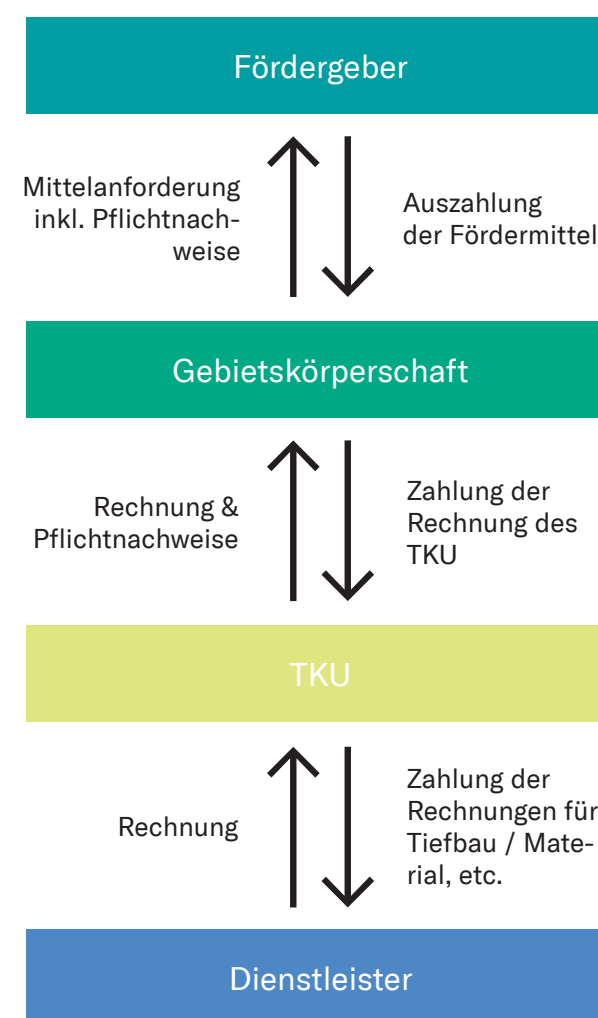 Fördergeber
Mittelanforderung
inkl. Pflichtnach-
weise
Auszahlung
der Fördermittel
Gebietskörperschaft
Rechnung &
Pflichtnachweise
Zahlung der
Rechnung des
TKU
TKU
Rechnung
Zahlung der
Rechnungen für
Tiefbau / Mate-
rial, etc.
Dienstleister